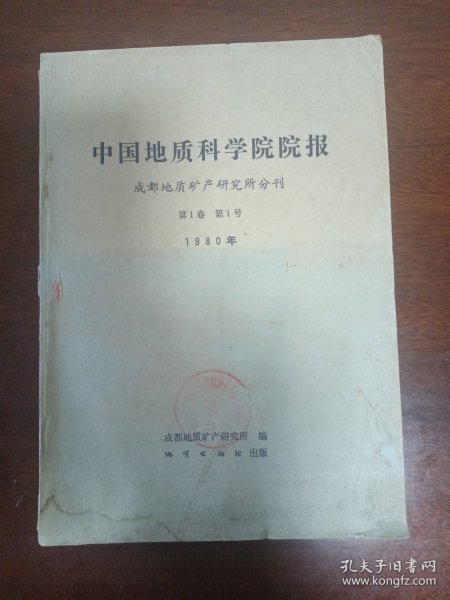 中国地质科学院院报
成都地质矿产研究所分刊
第1卷 第1号
1980年
成都地质矿产研究所 编
地质出版社 出版
孔夫子旧书网
www.kongfz.com